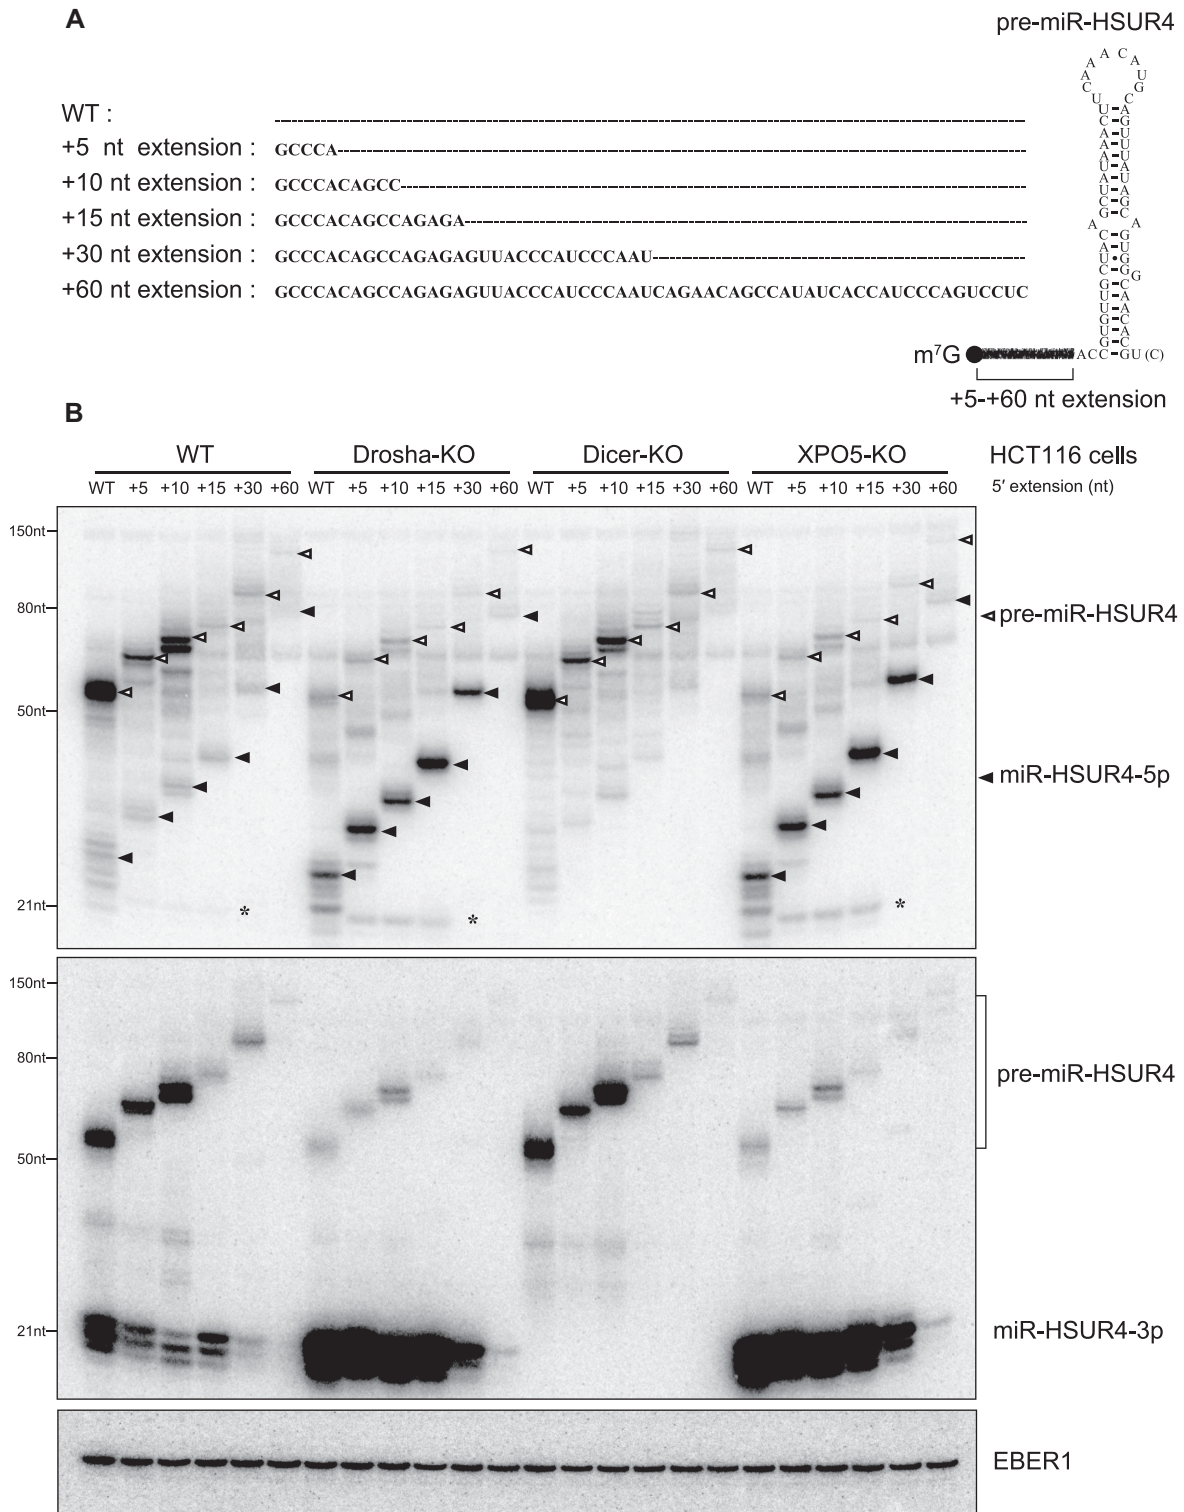 A
pre-miR-HSUR4
WT :
+5 nt extension : GCCCA
+10 nt extension : GCCCACAGCC
+15 nt extension : GCCCACAGCCAGAGA
+30 nt extension : GCCCACAGCCAGAGAGUUACCCAUCCCAAU
+60 nt extension : GCCCACAGCCAGAGAGUUACCCAUCCCAAUCAGAACAGCCAUAUCACCAUCCCAGUCCUC
m⁷G
ACC
GU (C)
+5-+60 nt extension
B
WT Drosha-KO Dicer-KO XPO5-KO HCT116 cells
WT +5 +10 +15 +30 +60 WT +5 +10 +15 +30 +60 WT +5 +10 +15 +30 +60 WT +5 +10 +15 +30 +60 5′ extension (nt)
150nt
80nt
pre-miR-HSUR4
50nt
miR-HSUR4-5p
21nt
* * *
150nt
80nt
pre-miR-HSUR4
50nt
21nt
miR-HSUR4-3p
EBER1